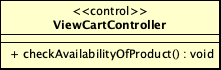 <<control>>
ViewCartController
+ checkAvailabilityOfProduct() : void